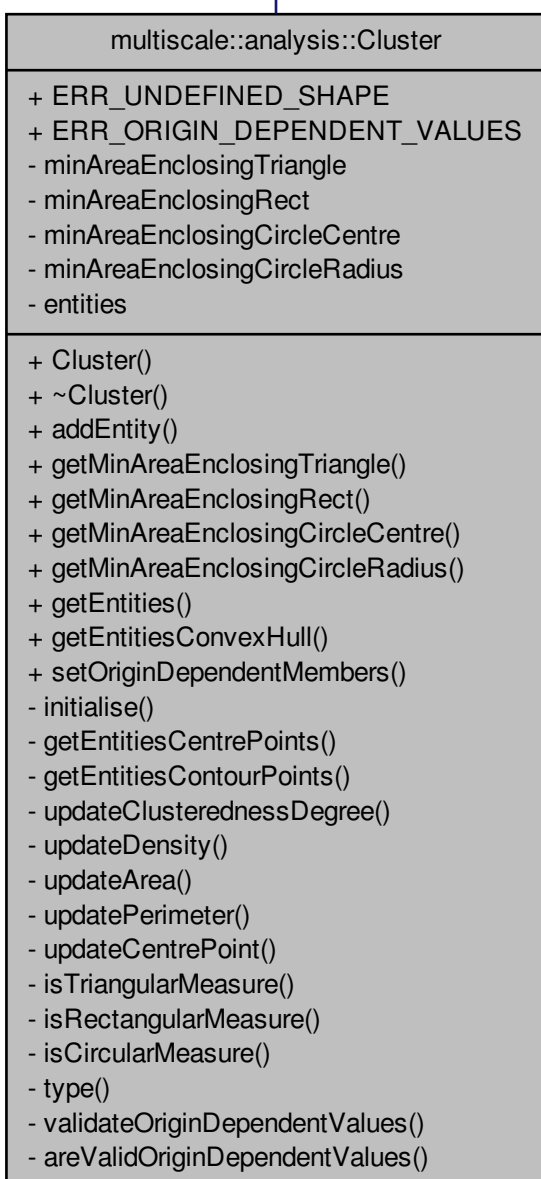 multiscale::analysis::Cluster
+ ERR_UNDEFINED_SHAPE
+ ERR_ORIGIN_DEPENDENT_VALUES
- minAreaEnclosingTriangle
- minAreaEnclosingRect
- minAreaEnclosingCircleCentre
- minAreaEnclosingCircleRadius
- entities
+ Cluster()
+ ~Cluster()
+ addEntity()
+ getMinAreaEnclosingTriangle()
+ getMinAreaEnclosingRect()
+ getMinAreaEnclosingCircleCentre()
+ getMinAreaEnclosingCircleRadius()
+ getEntities()
+ getEntitiesConvexHull()
+ setOriginDependentMembers()
- initialise()
- getEntitiesCentrePoints()
- getEntitiesContourPoints()
- updateClusterednessDegree()
- updateDensity()
- updateArea()
- updatePerimeter()
- updateCentrePoint()
- isTriangularMeasure()
- isRectangularMeasure()
- isCircularMeasure()
- type()
- validateOriginDependentValues()
- areValidOriginDependentValues()